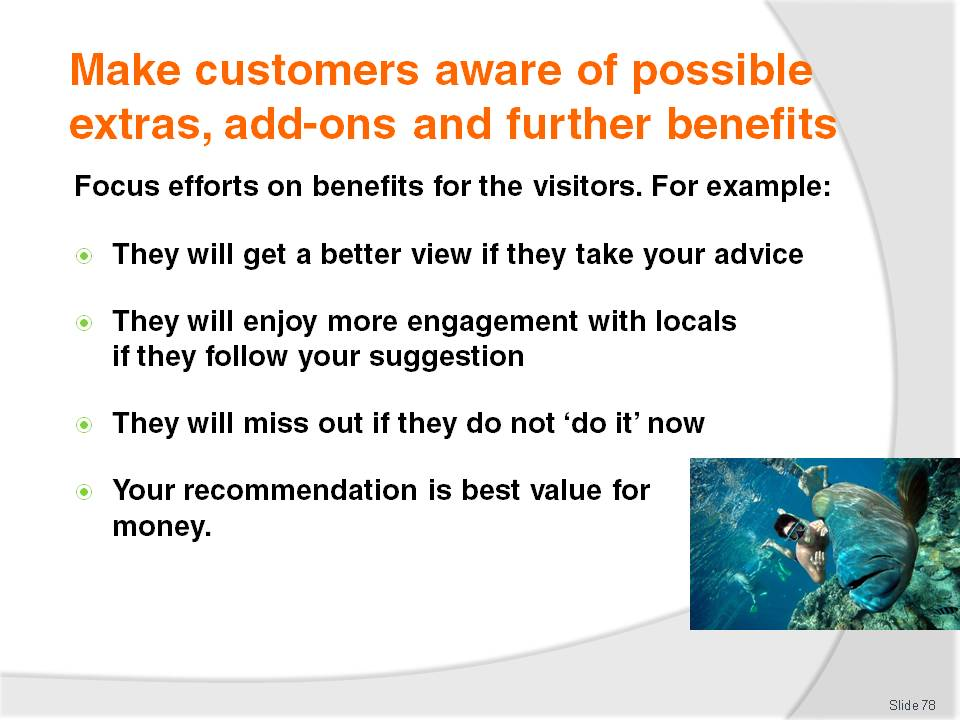 Make customers aware of possible
extras, add-ons and further benefits
Focus efforts on benefits for the visitors. For example:
They will get a better view if they take your advice
They will enjoy more engagement with locals
if they follow your suggestion
They will miss out if they do not ‘do it’ now
Your recommendation is best value for
money.
Slide 78